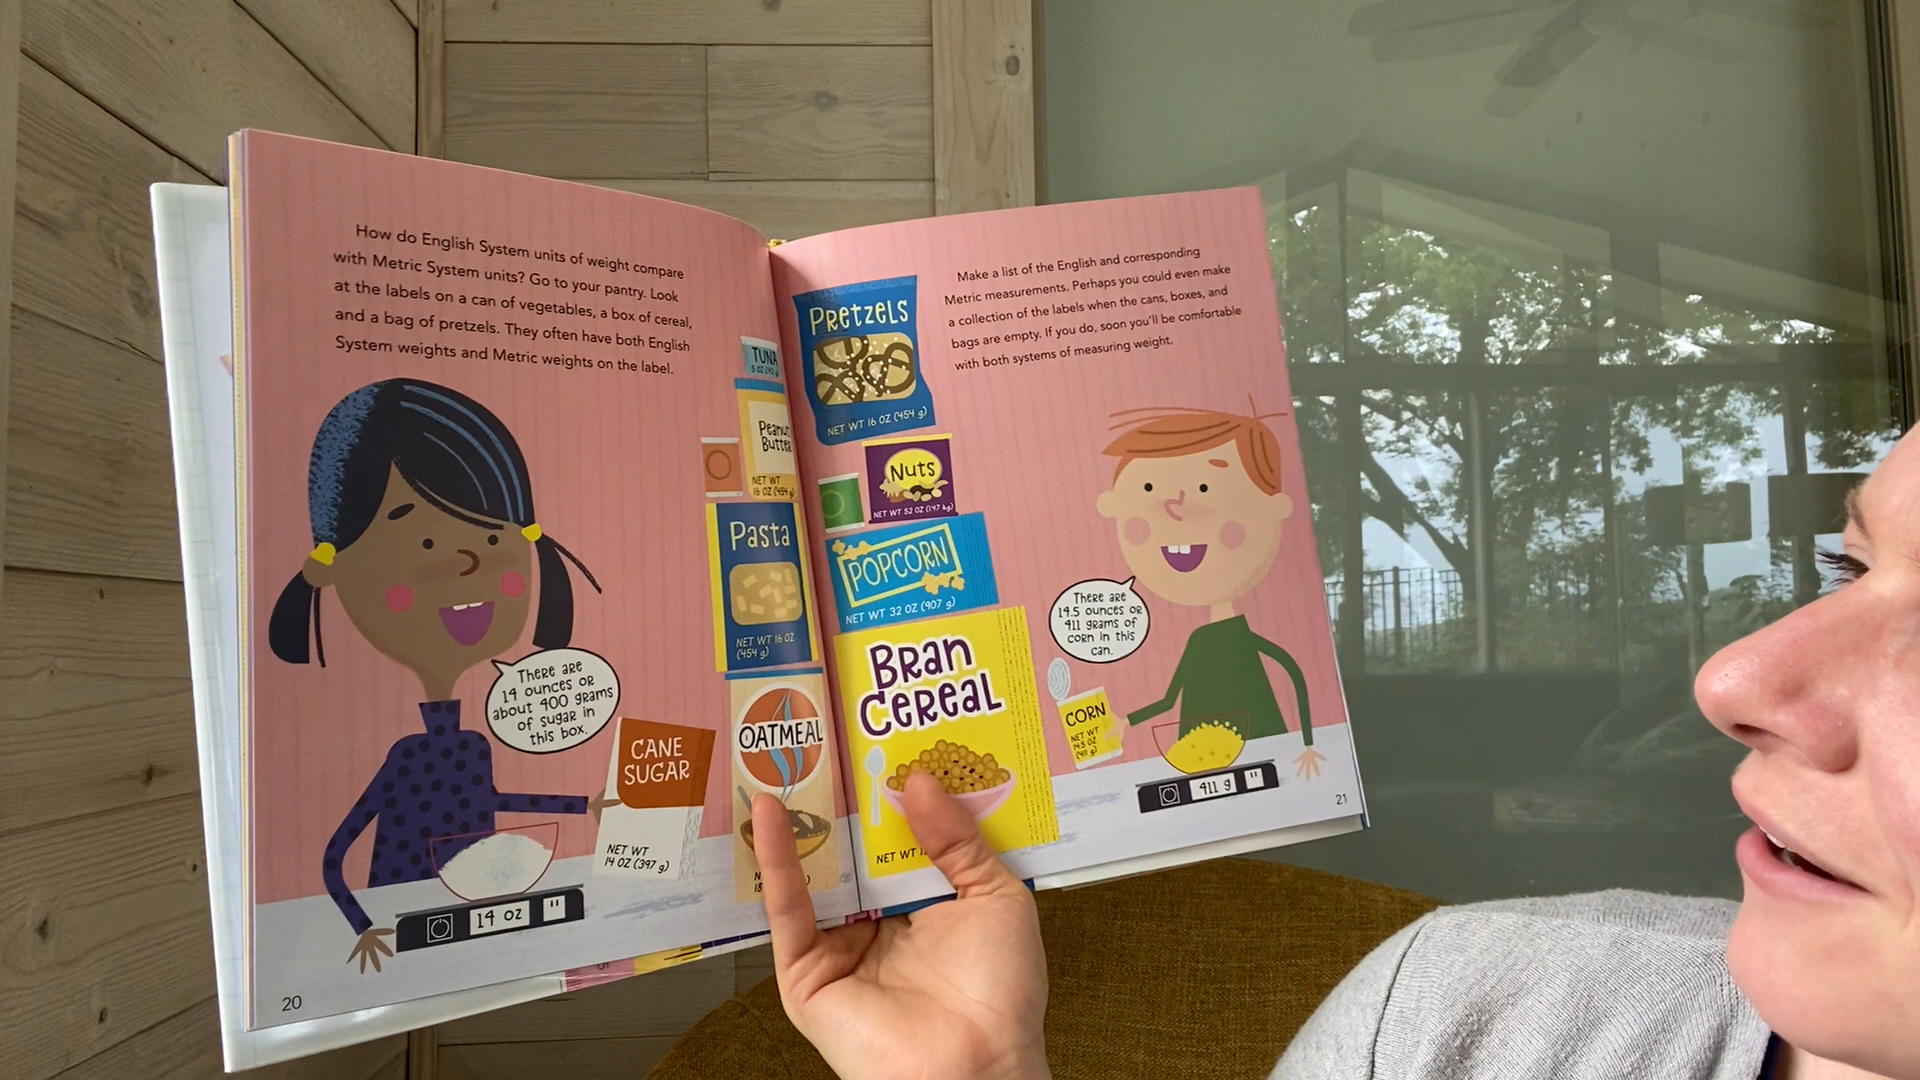 How do English System units of weight compare
with Metric System units? Go to your pantry. Look
at the labels on a can of vegetables, a box of cereal,
and a bag of pretzels. They often have both English
System weights and Metric weights on the label.
TUNA
5 OZ
Peanut
Butter
NET WT
16 OZ (454 g)
Pasta
NET WT 16 OZ
(454 g)
OATMEAL
There are
14 ounces or
about 400 grams
of sugar in
this box.
CANE
SUGAR
NET WT
14 OZ (397 g)
14 oz
20
Pretzels
NET WT 16 OZ (454 g)
Nuts
NET WT 52 OZ (1.47 kg)
POPCORN
NET WT 32 OZ (907 g)
Bran
Cereal
NET WT
Make a list of the English and corresponding
Metric measurements. Perhaps you could even make
a collection of the labels when the cans, boxes, and
bags are empty. If you do, soon you'll be comfortable
with both systems of measuring weight.
There are
14.5 ounces or
411 grams of
corn in this
can.
CORN
NET WT
14.5 OZ
(411 g)
411 g
21